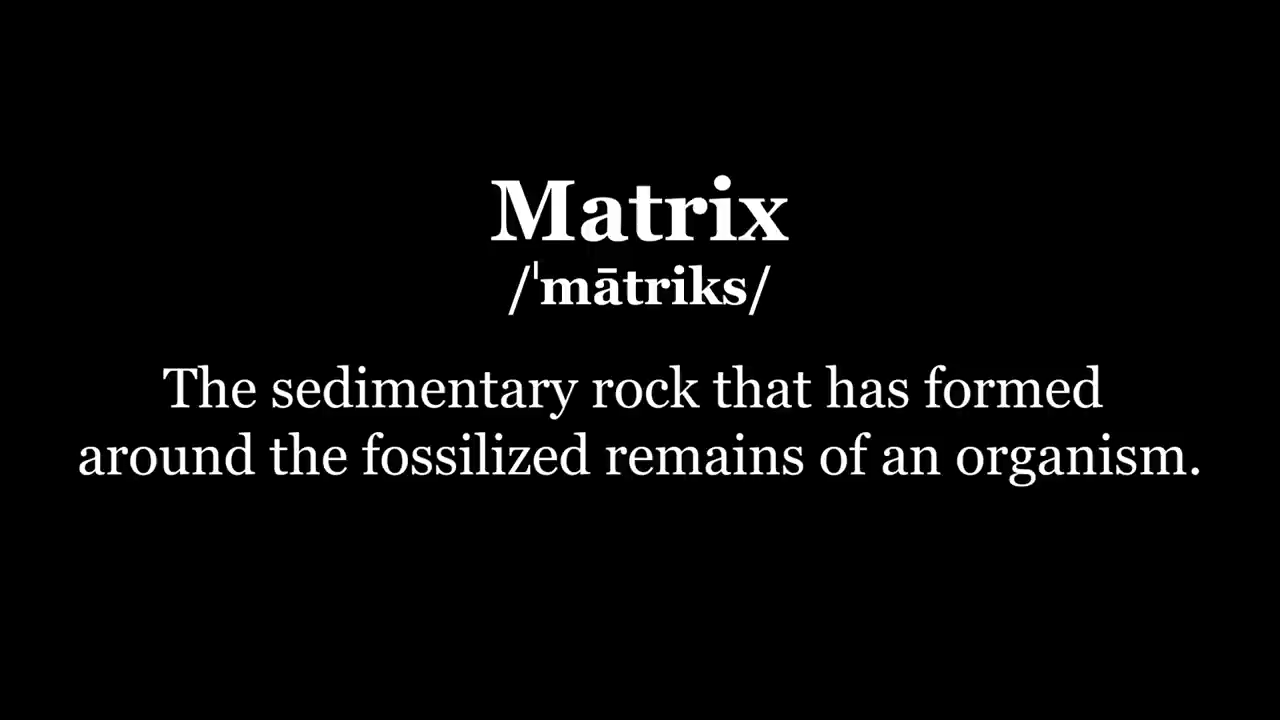 Matrix
/ˈmātriks/
The sedimentary rock that has formed
around the fossilized remains of an organism.